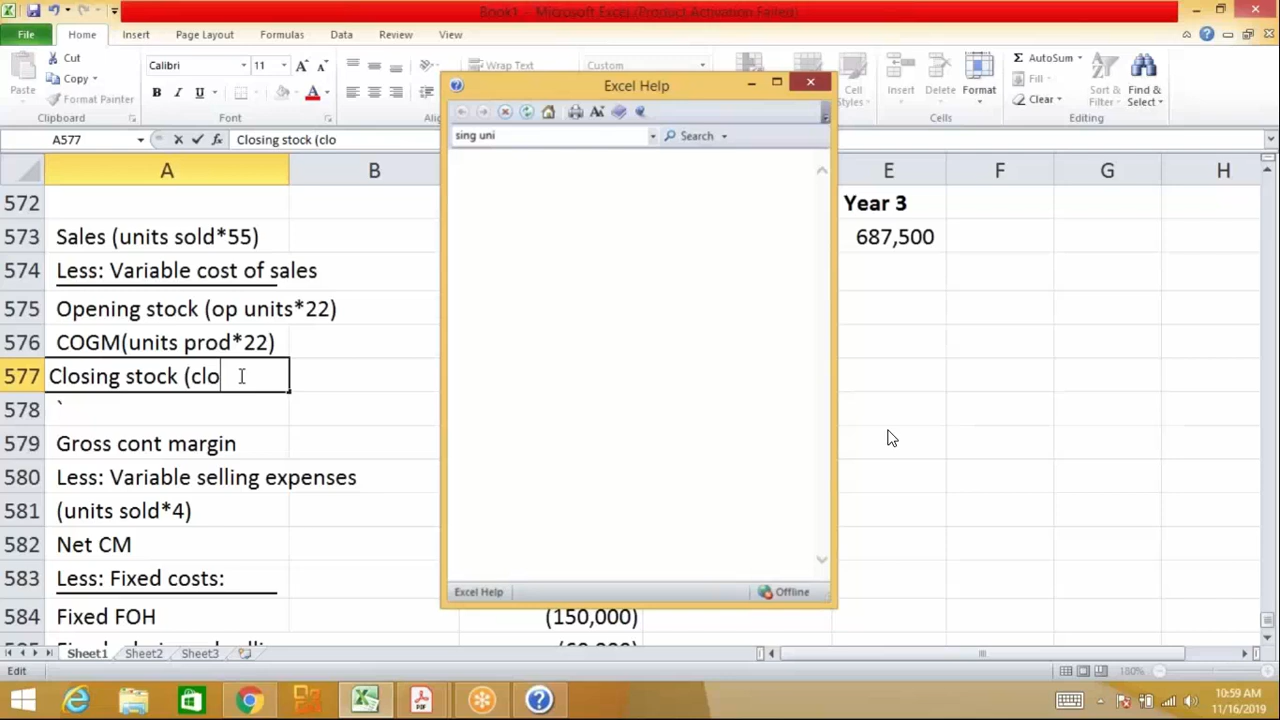 Book1 - Microsoft Excel (Product Activation Failed)
File Home Insert Page Layout Formulas Data Review View
Cut
Copy
Format Painter
Paste
Clipboard
Calibri 11
B I U
Font
Wrap Text
Custom
Cell Styles
Insert Delete Format
Cells
AutoSum
Fill
Clear
Sort & Filter
Find & Select
Editing
A577 fx Closing stock (clo
Excel Help
sing uni
Search
A B E F G H
572 Year 3
573 Sales (units sold*55) 687,500
574 Less: Variable cost of sales
575 Opening stock (op units*22)
576 COGM(units prod*22)
577 Closing stock (clo
578 `
579 Gross cont margin
580 Less: Variable selling expenses
581 (units sold*4)
582 Net CM
583 Less: Fixed costs:
584 Fixed FOH (150,000)
Excel Help Offline
Sheet1 Sheet2 Sheet3
Edit 180%
10:59 AM
11/16/2019